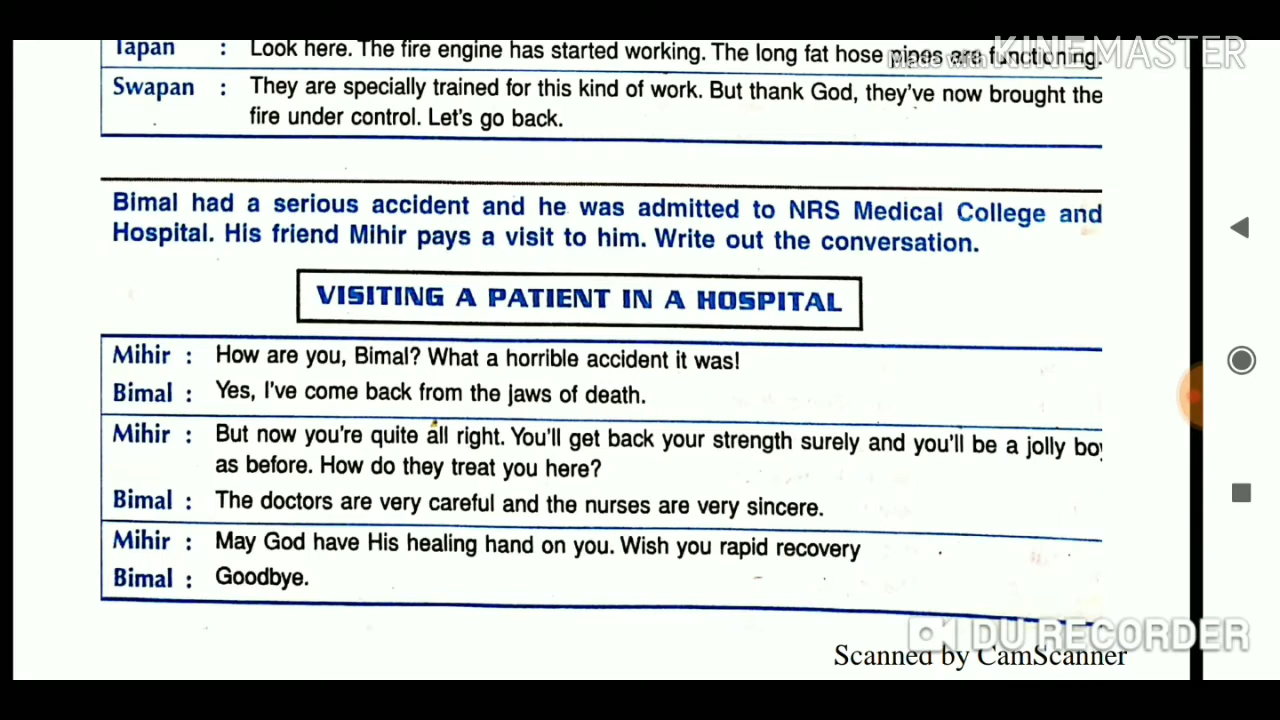 KINEMASTER
Made with
Tapan : Look here. The fire engine has started working. The long fat hose pipes are functioning.
Swapan : They are specially trained for this kind of work. But thank God, they've now brought the
fire under control. Let's go back.
Bimal had a serious accident and he was admitted to NRS Medical College and
Hospital. His friend Mihir pays a visit to him. Write out the conversation.
VISITING A PATIENT IN A HOSPITAL
Mihir : How are you, Bimal? What a horrible accident it was!
Bimal : Yes, I've come back from the jaws of death.
Mihir : But now you're quite all right. You'll get back your strength surely and you'll be a jolly boy
as before. How do they treat you here?
Bimal : The doctors are very careful and the nurses are very sincere.
Mihir : May God have His healing hand on you. Wish you rapid recovery
Bimal : Goodbye.
DU RECORDER
Scanned by CamScanner